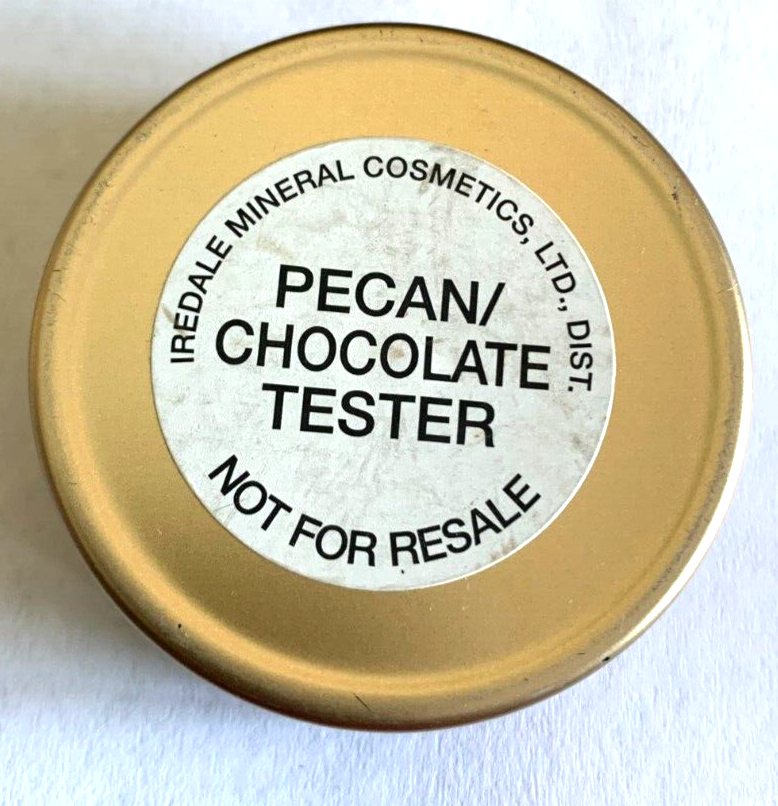 IREDALE MINERAL COSMETICS, LTD., DIST.
PECAN/
CHOCOLATE
TESTER
NOT FOR RESALE